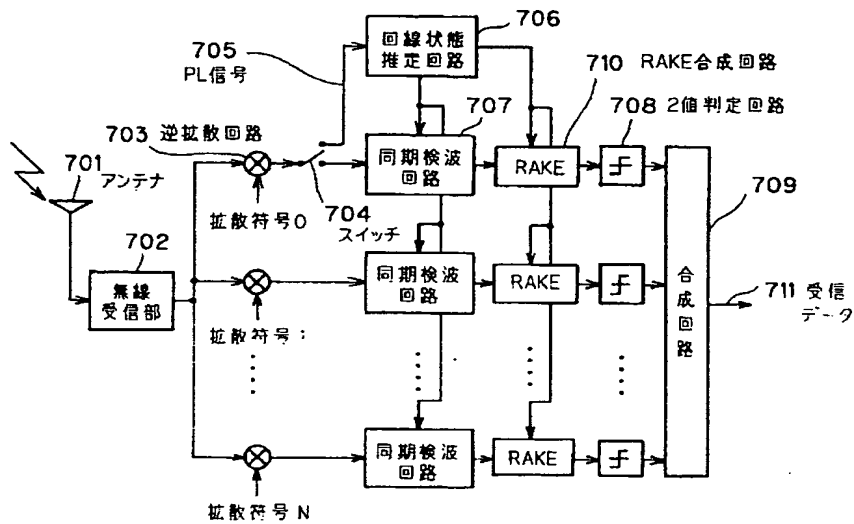 706
705
PL信号
回線状態
推定回路
710 RAKE合成回路
707
708 2値判定回路
703 逆拡散回路
同期検波
回路
RAKE
709
701
アンテナ
拡散符号0
704
スイッチ
702
無線
受信部
同期検波
回路
RAKE
合成回路
711 受信
データ
拡散符号i
同期検波
回路
RAKE
拡散符号N